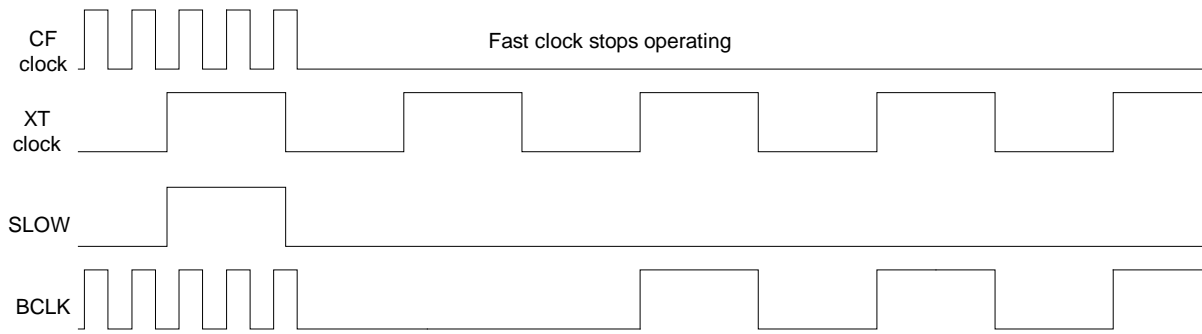 CF
clock
Fast clock stops operating
XT
clock
SLOW
BCLK